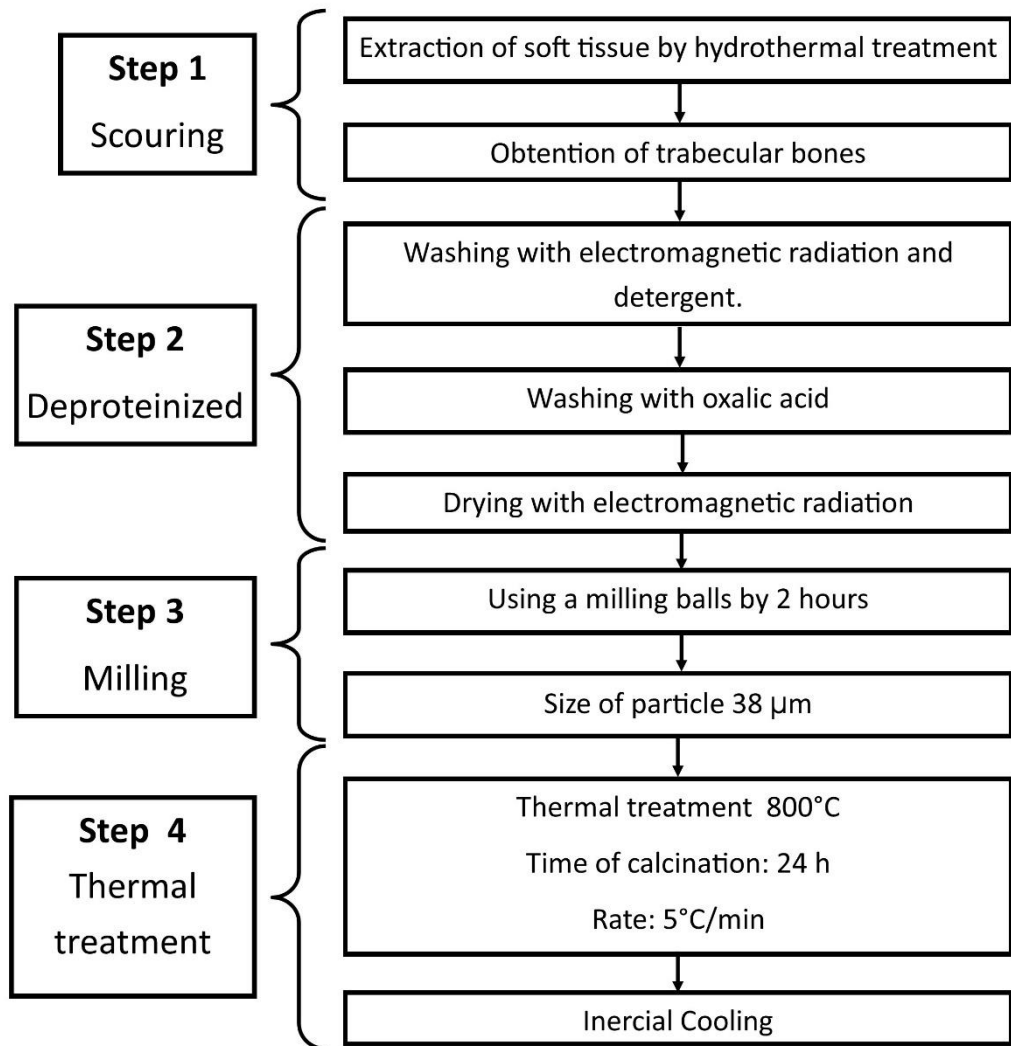 Step 1
Scouring
Extraction of soft tissue by hydrothermal treatment
Obtention of trabecular bones
Step 2
Deproteinized
Washing with electromagnetic radiation and
detergent.
Washing with oxalic acid
Drying with electromagnetic radiation
Step 3
Milling
Using a milling balls by 2 hours
Size of particle 38 µm
Step 4
Thermal
treatment
Thermal treatment 800°C
Time of calcination: 24 h
Rate: 5°C/min
Inercial Cooling